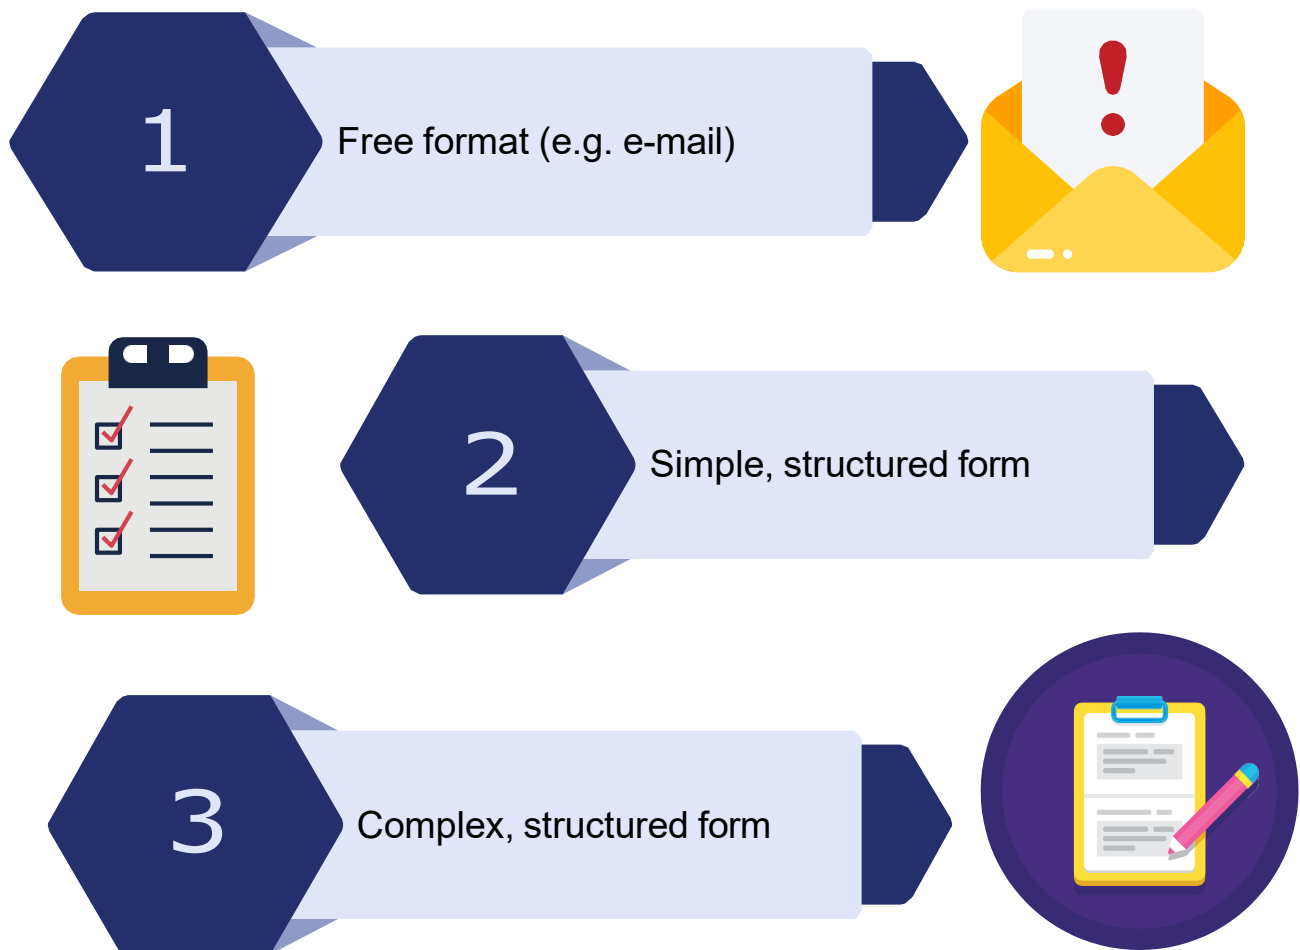 1
Free format (e.g. e-mail)
2
Simple, structured form
3
Complex, structured form